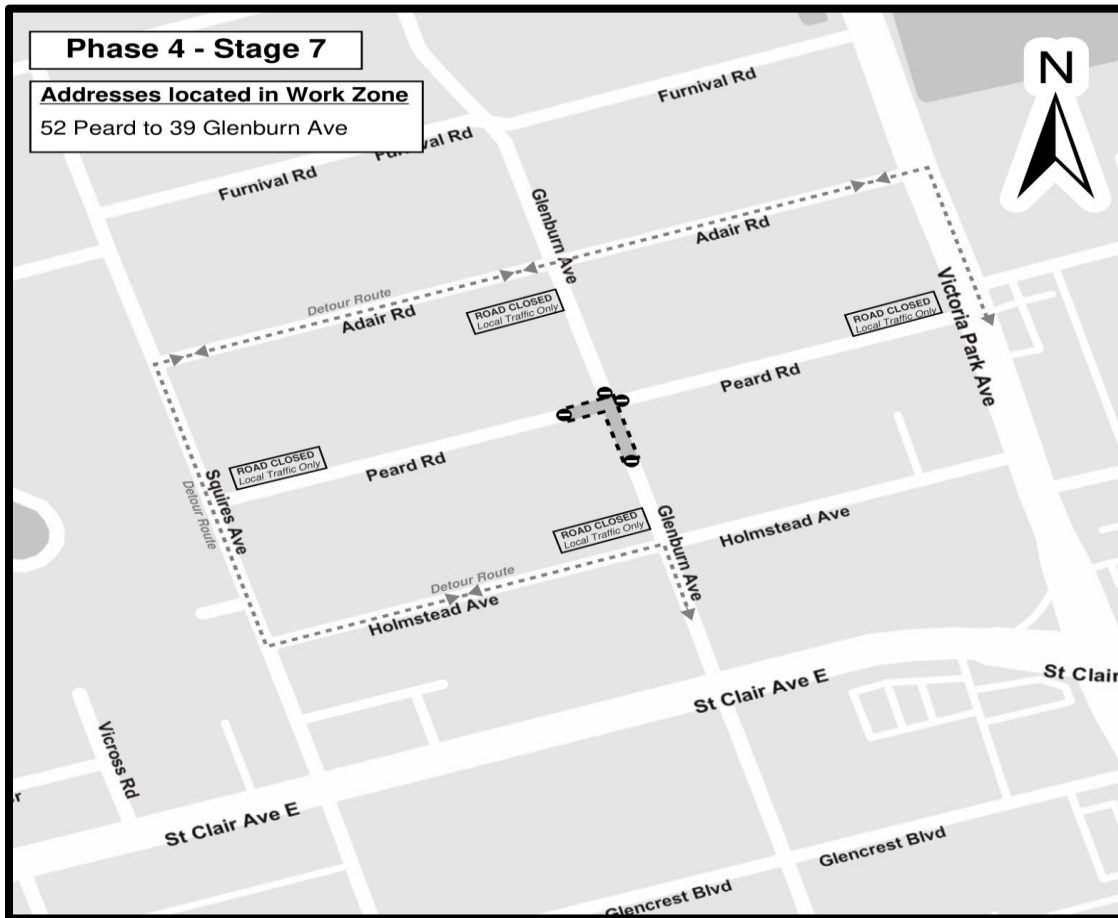 Phase 4 - Stage 7
Addresses located in Work Zone
52 Peard to 39 Glenburn Ave
N
Furnival Rd
Furnival Rd
Glenburn Ave
Adair Rd
Detour Route
Adair Rd
ROAD CLOSED
Local Traffic Only
Victoria Park Ave
ROAD CLOSED
Local Traffic Only
Peard Rd
Peard Rd
ROAD CLOSED
Local Traffic Only
Squires Ave
Detour Route
Glenburn Ave
ROAD CLOSED
Local Traffic Only
Holmstead Ave
Detour Route
Holmstead Ave
St Clair Ave E
St Clair
Vicross Rd
St Clair Ave E
Glencrest Blvd
Glencrest Blvd